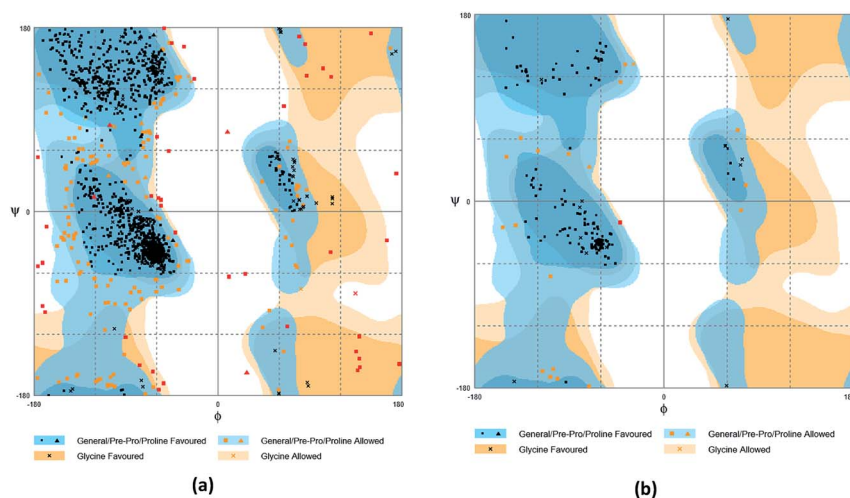 180
Ψ
0
-180
-180
0
180
Φ
General/Pre-Pro/Proline Favoured
General/Pre-Pro/Proline Allowed
Glycine Favoured
Glycine Allowed
(a)
180
Ψ
0
-180
-180
0
180
Φ
General/Pre-Pro/Proline Favoured
General/Pre-Pro/Proline Allowed
Glycine Favoured
Glycine Allowed
(b)